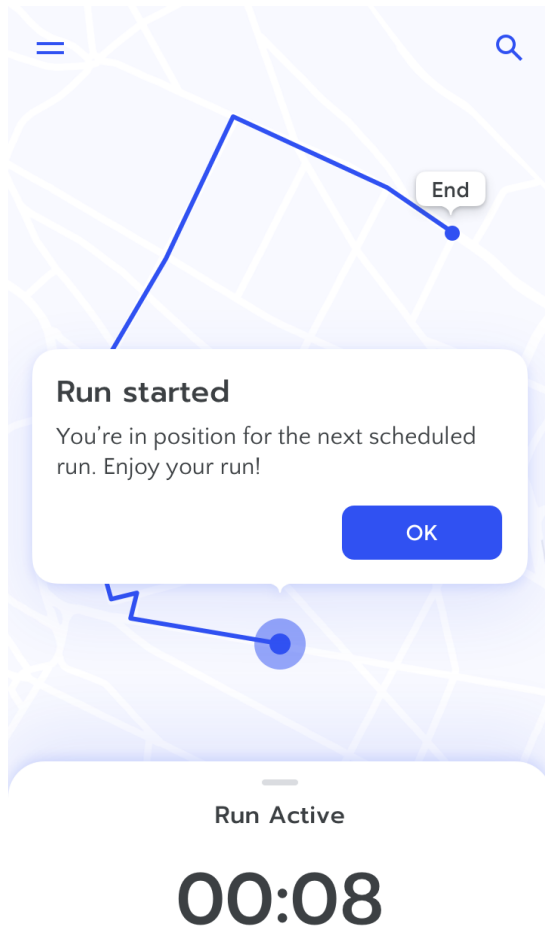 End
Run started
You’re in position for the next scheduled
run. Enjoy your run!
OK
Run Active
00:08